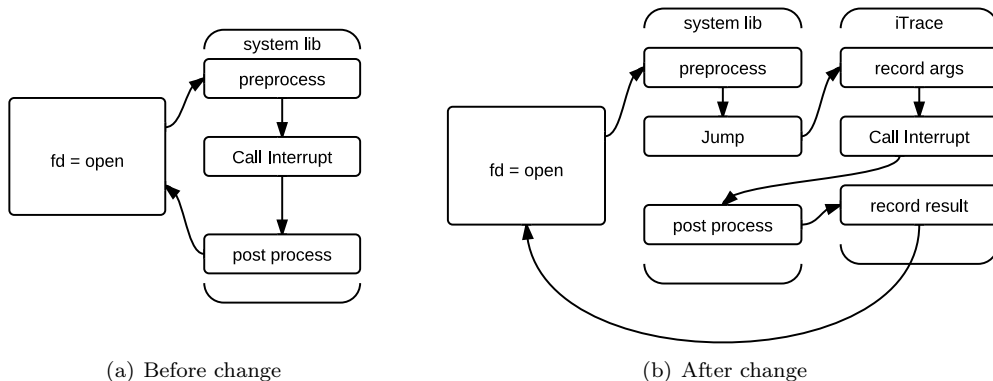 system lib
preprocess
fd = open
Call Interrupt
post process
(a) Before change
system lib
iTrace
preprocess
record args
Jump
Call Interrupt
fd = open
record result
post process
(b) After change